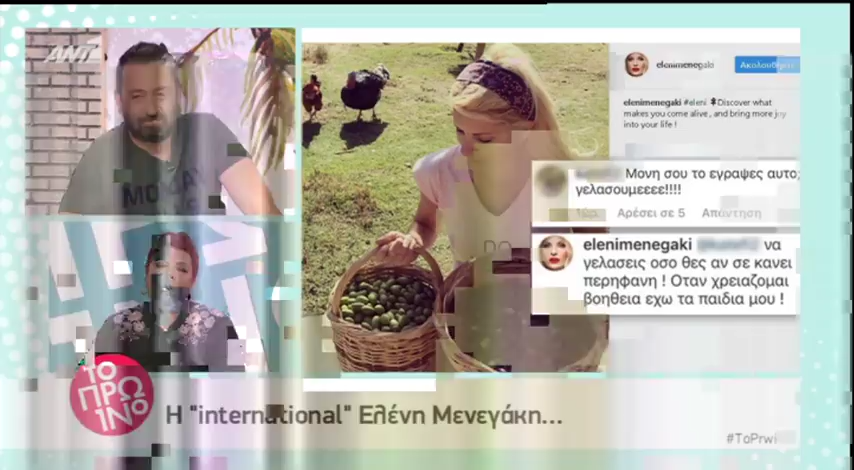 ANT1
elenimenegaki
Ακολουθήστε
elenimenegaki #eleni Discover what
makes you come alive, and bring more joy
into your life !
Μονη σου το εγραψες αυτο;
γελασουμεεεε!!!!
1ώρ. Αρέσει σε 5 Απάντηση
elenimenegaki να
γελασεις οσο θες αν σε κανει
περηφανη ! Οταν χρειαζομαι
βοηθεια εχω τα παιδια μου !
ΤΟ
ΠΡΩ
ΙΝΟ
Η "international" Ελένη Μενεγάκη...
#ToPrwi